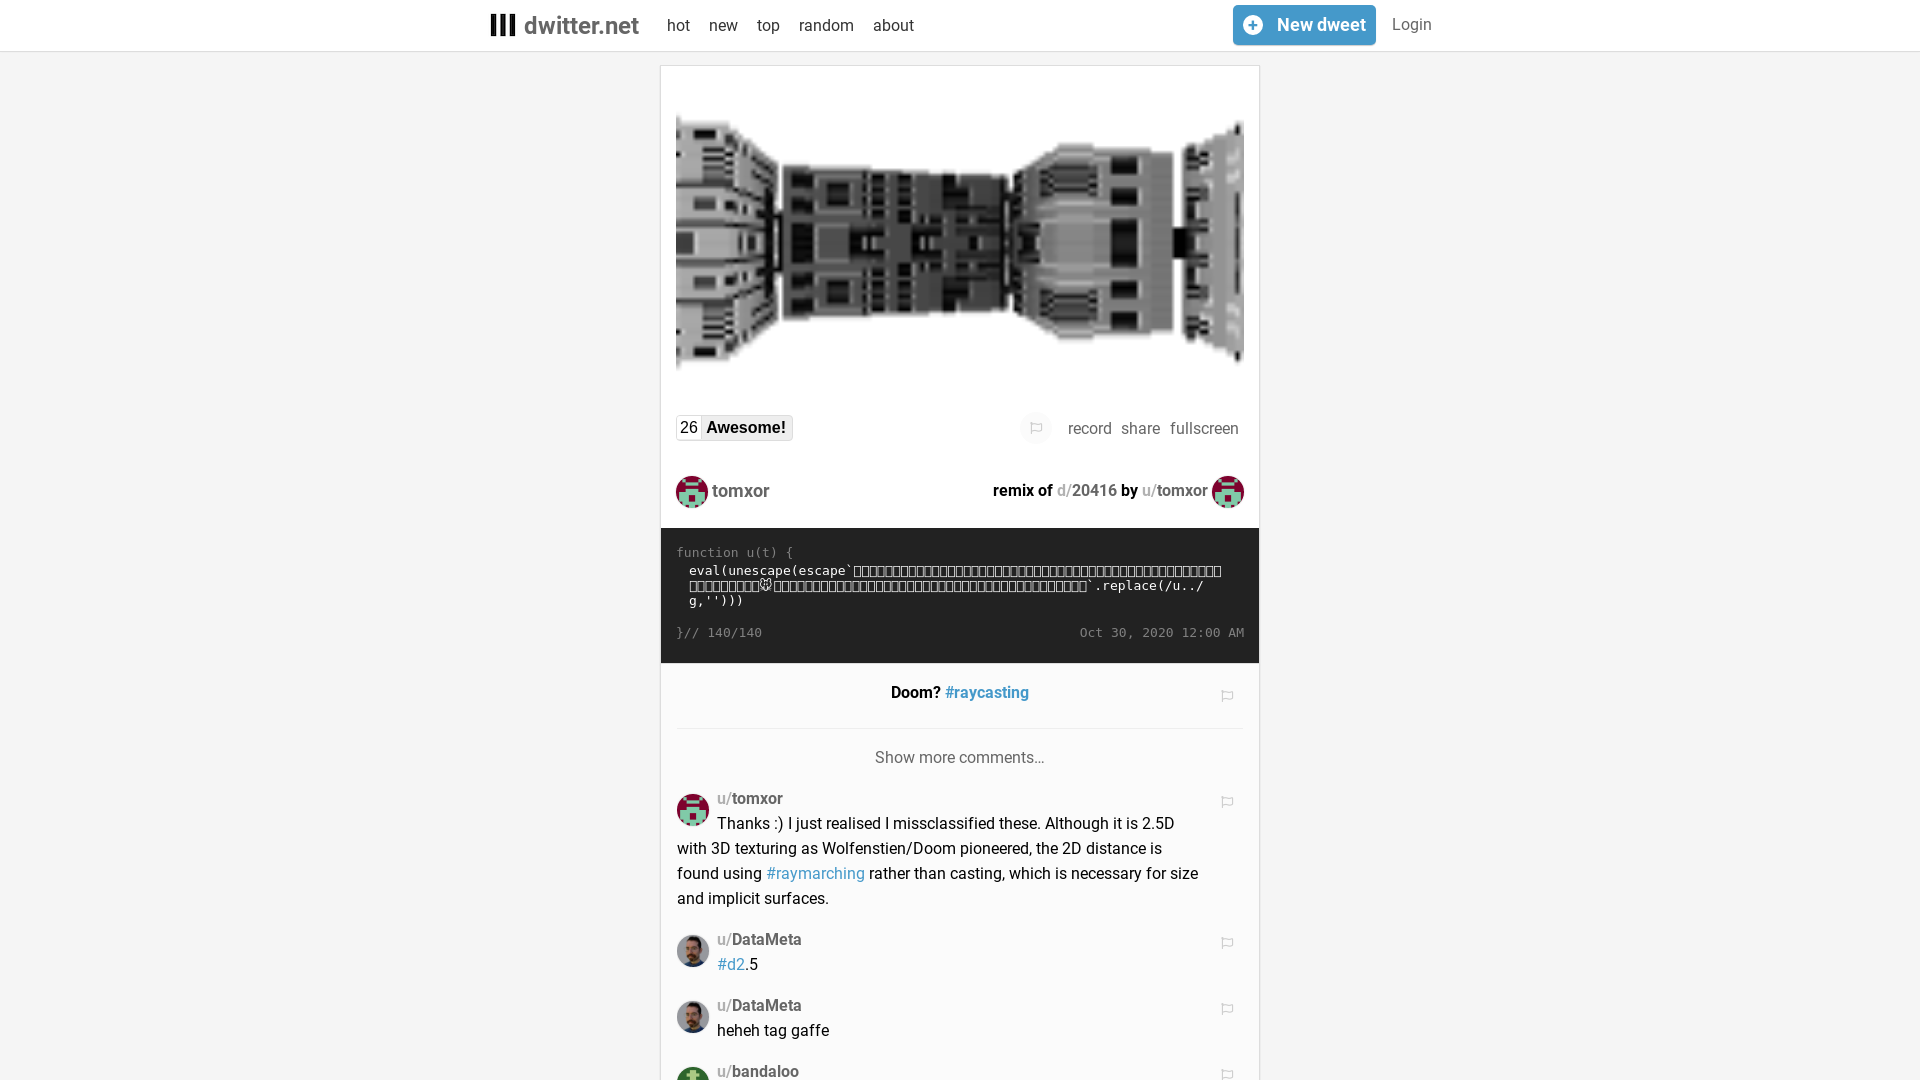 dwitter.net hot new top random about New dweet Login
26 Awesome! record share fullscreen
tomxor remix of d/20416 by u/tomxor
function u(t) {
eval(unescape(escape`
`.replace(/u../
g,'')))
}// 140/140 Oct 30, 2020 12:00 AM
Doom? #raycasting
Show more comments…
u/tomxor
Thanks :) I just realised I missclassified these. Although it is 2.5D
with 3D texturing as Wolfenstien/Doom pioneered, the 2D distance is
found using #raymarching rather than casting, which is necessary for size
and implicit surfaces.
u/DataMeta
#d2.5
u/DataMeta
heheh tag gaffe
u/bandaloo